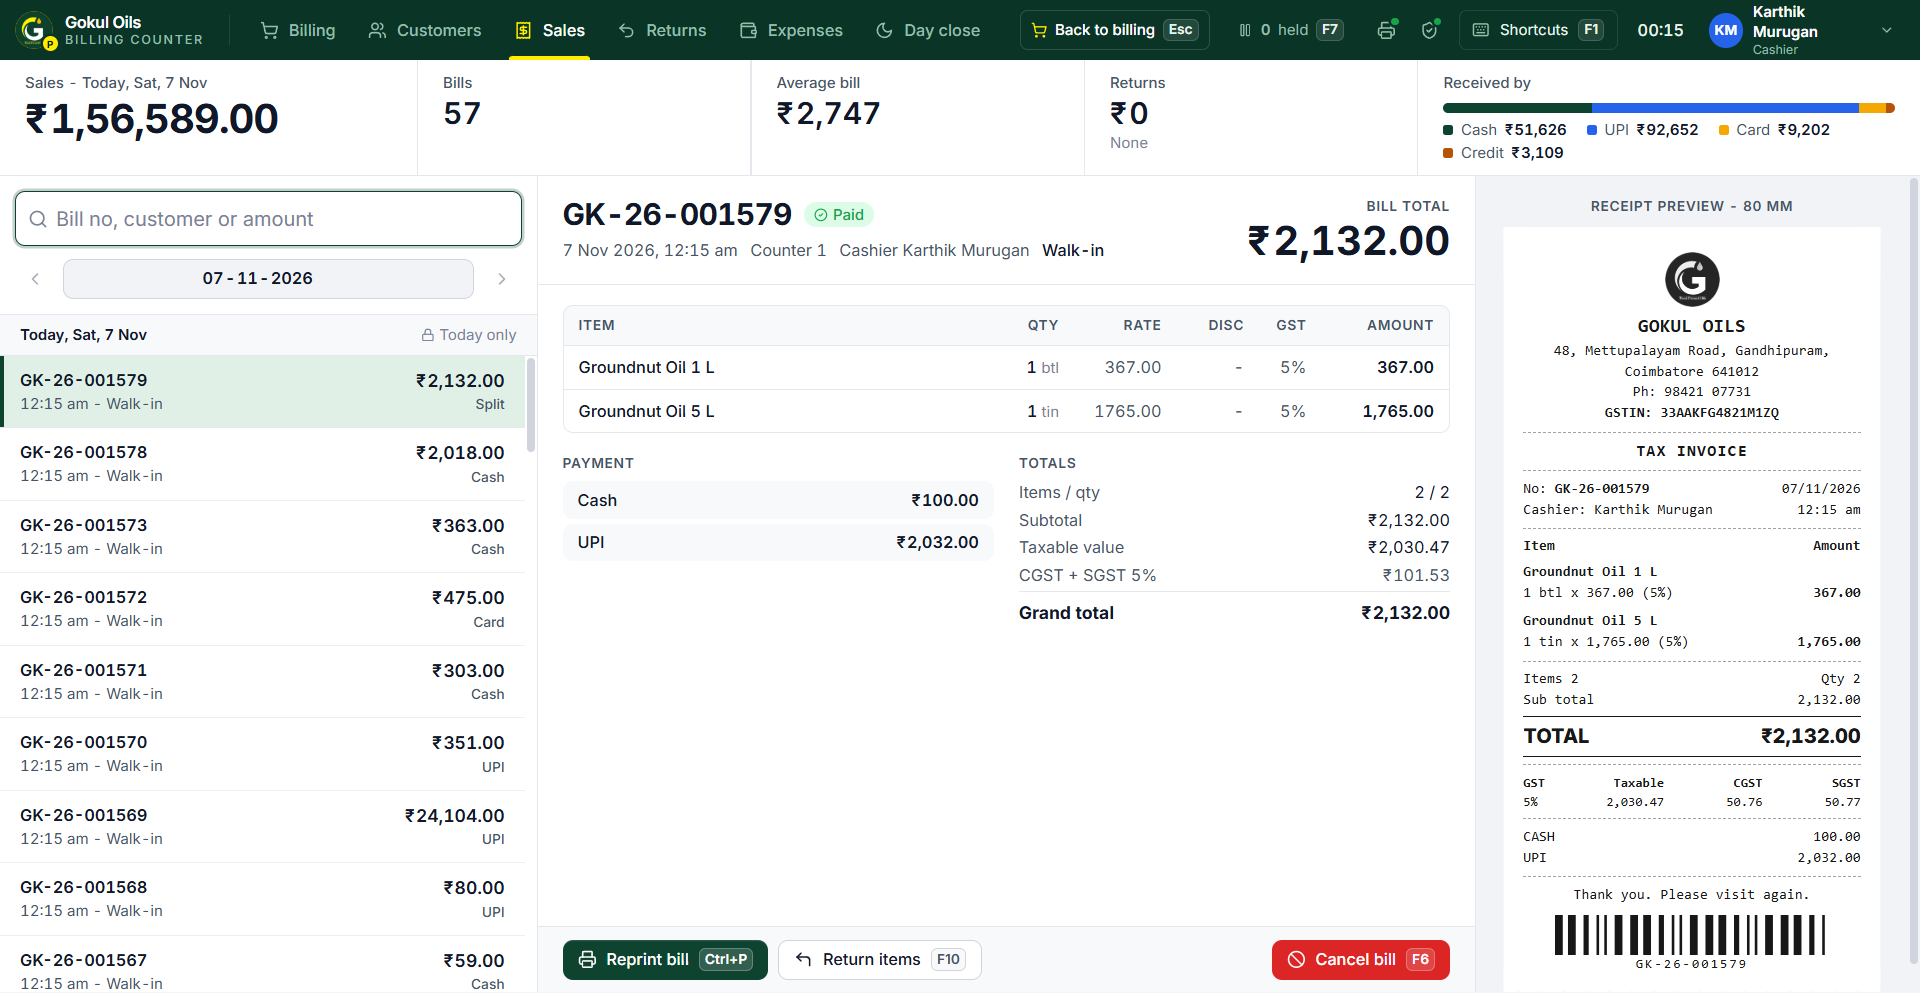 Gokul Oils
BILLING COUNTER
Billing
Customers
Sales
Returns
Expenses
Day close
Back to billing Esc
0 held F7
Shortcuts F1
00:15
KM
Karthik Murugan
Cashier
Sales - Today, Sat, 7 Nov
₹1,56,589.00
Bills
57
Average bill
₹2,747
Returns
₹0
None
Received by
Cash ₹51,626 UPI ₹92,652 Card ₹9,202
Credit ₹3,109
Bill no, customer or amount
07-11-2026
Today, Sat, 7 Nov Today only
GK-26-001579 ₹2,132.00
12:15 am - Walk-in Split
GK-26-001578 ₹2,018.00
12:15 am - Walk-in Cash
GK-26-001573 ₹363.00
12:15 am - Walk-in Cash
GK-26-001572 ₹475.00
12:15 am - Walk-in Card
GK-26-001571 ₹303.00
12:15 am - Walk-in Cash
GK-26-001570 ₹351.00
12:15 am - Walk-in UPI
GK-26-001569 ₹24,104.00
12:15 am - Walk-in UPI
GK-26-001568 ₹80.00
12:15 am - Walk-in UPI
GK-26-001567 ₹59.00
12:15 am - Walk-in Cash
GK-26-001579 Paid
7 Nov 2026, 12:15 am Counter 1 Cashier Karthik Murugan Walk-in
BILL TOTAL
₹2,132.00
ITEM QTY RATE DISC GST AMOUNT
Groundnut Oil 1 L 1 btl 367.00 - 5% 367.00
Groundnut Oil 5 L 1 tin 1765.00 - 5% 1,765.00
PAYMENT
Cash ₹100.00
UPI ₹2,032.00
TOTALS
Items / qty 2 / 2
Subtotal ₹2,132.00
Taxable value ₹2,030.47
CGST + SGST 5% ₹101.53
Grand total ₹2,132.00
Reprint bill Ctrl+P
Return items F10
Cancel bill F6
RECEIPT PREVIEW - 80 MM
GOKUL OILS
48, Mettupalayam Road, Gandhipuram,
Coimbatore 641012
Ph: 98421 07731
GSTIN: 33AAKFG4821M1ZQ
TAX INVOICE
No: GK-26-001579 07/11/2026
Cashier: Karthik Murugan 12:15 am
Item Amount
Groundnut Oil 1 L
1 btl x 367.00 (5%) 367.00
Groundnut Oil 5 L
1 tin x 1,765.00 (5%) 1,765.00
Items 2 Qty 2
Sub total 2,132.00
TOTAL ₹2,132.00
GST Taxable CGST SGST
5% 2,030.47 50.76 50.77
CASH 100.00
UPI 2,032.00
Thank you. Please visit again.
GK-26-001579